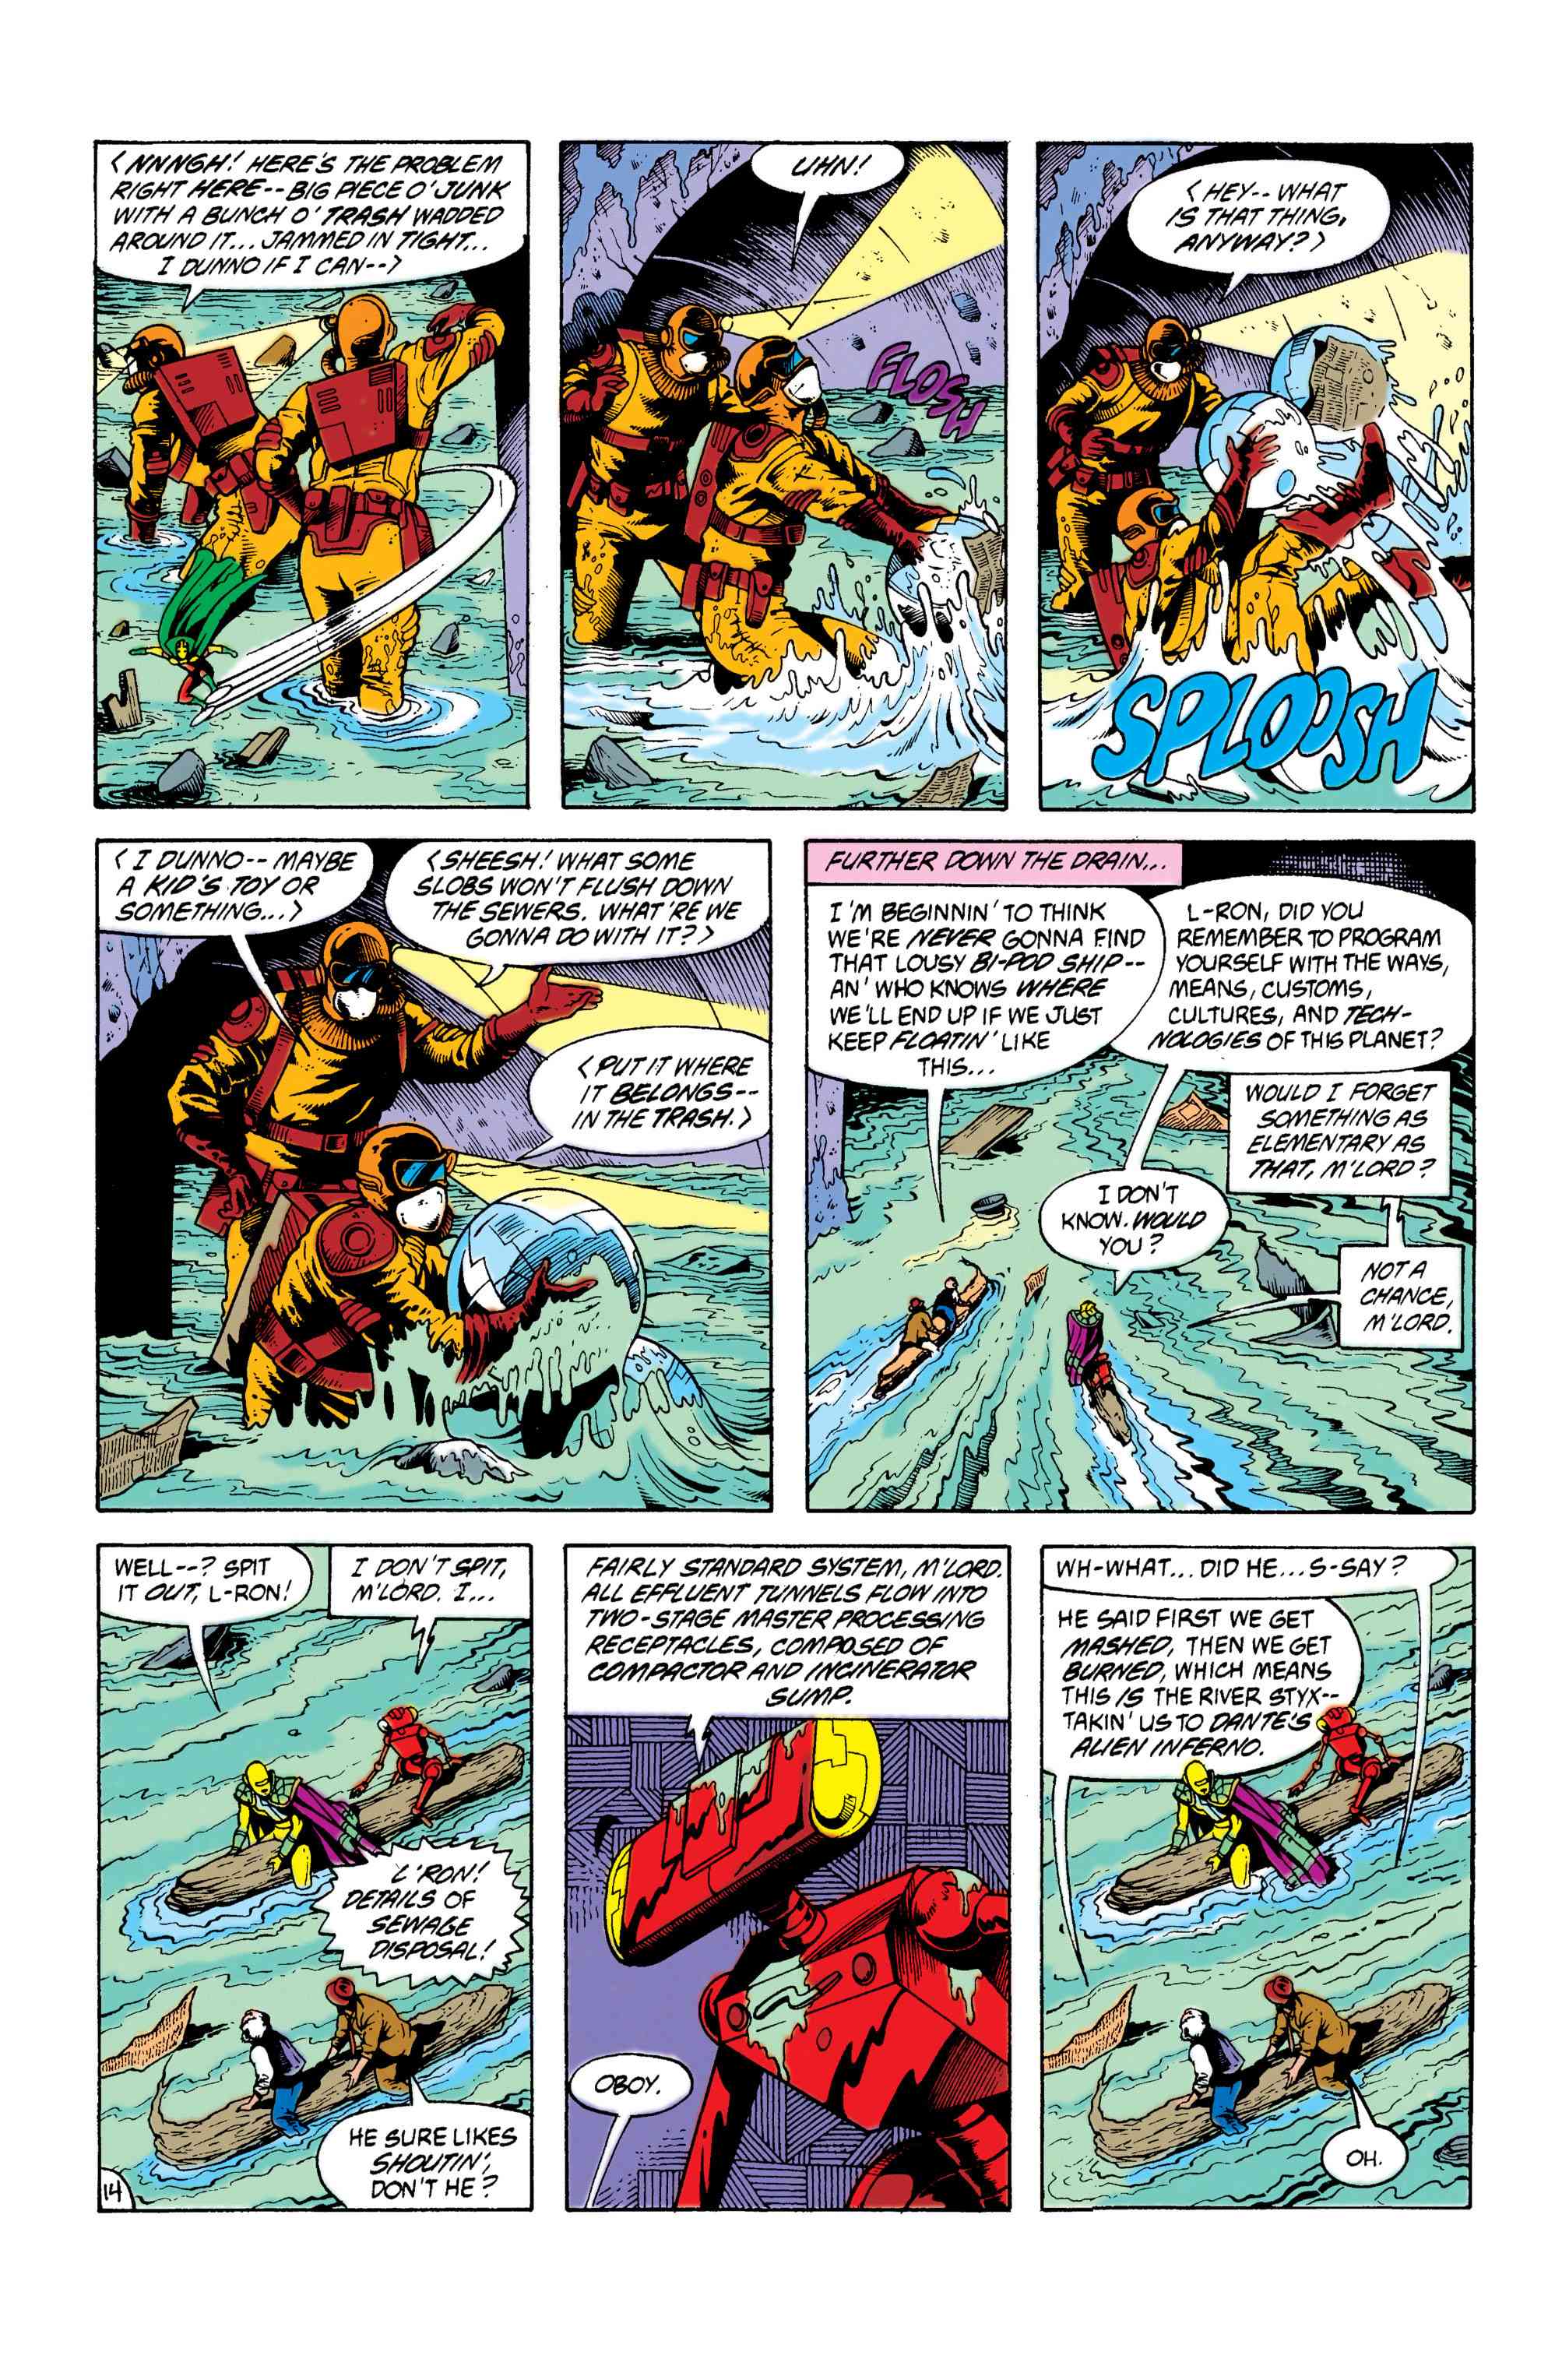 <NNNGH! HERE'S THE PROBLEM
RIGHT HERE-- BIG PIECE O' JUNK
WITH A BUNCH O' TRASH WADDED
AROUND IT... JAMMED IN TIGHT...
I DUNNO IF I CAN-->
UHN!
FLOSH
<HEY-- WHAT
IS THAT THING,
ANYWAY?>
SPLOOSH
<I DUNNO-- MAYBE
A KID'S TOY OR
SOMETHING...>
<SHEESH! WHAT SOME
SLOBS WON'T FLUSH DOWN
THE SEWERS. WHAT'RE WE
GONNA DO WITH IT?>
<PUT IT WHERE
IT BELONGS--
IN THE TRASH.>
FURTHER DOWN THE DRAIN...
I'M BEGINNIN' TO THINK
WE'RE NEVER GONNA FIND
THAT LOUSY BI-POD SHIP--
AN' WHO KNOWS WHERE
WE'LL END UP IF WE JUST
KEEP FLOATIN' LIKE
THIS...
L-RON, DID YOU
REMEMBER TO PROGRAM
YOURSELF WITH THE WAYS,
MEANS, CUSTOMS,
CULTURES, AND TECH-
NOLOGIES OF THIS PLANET?
WOULD I FORGET
SOMETHING AS
ELEMENTARY AS
THAT, M'LORD?
I DON'T
KNOW. WOULD
YOU?
NOT A
CHANCE,
M'LORD.
WELL--? SPIT
IT OUT, L-RON!
I DON'T SPIT,
M'LORD. I...
L'RON!
DETAILS OF
SEWAGE
DISPOSAL!
HE SURE LIKES
SHOUTIN',
DON'T HE?
14
FAIRLY STANDARD SYSTEM, M'LORD.
ALL EFFLUENT TUNNELS FLOW INTO
TWO-STAGE MASTER PROCESSING
RECEPTACLES, COMPOSED OF
COMPACTOR AND INCINERATOR
SUMP.
OBOY.
WH-WHAT... DID HE... S-SAY?
HE SAID FIRST WE GET
MASHED, THEN WE GET
BURNED, WHICH MEANS
THIS IS THE RIVER STYX--
TAKIN' US TO DANTE'S
ALIEN INFERNO.
OH.